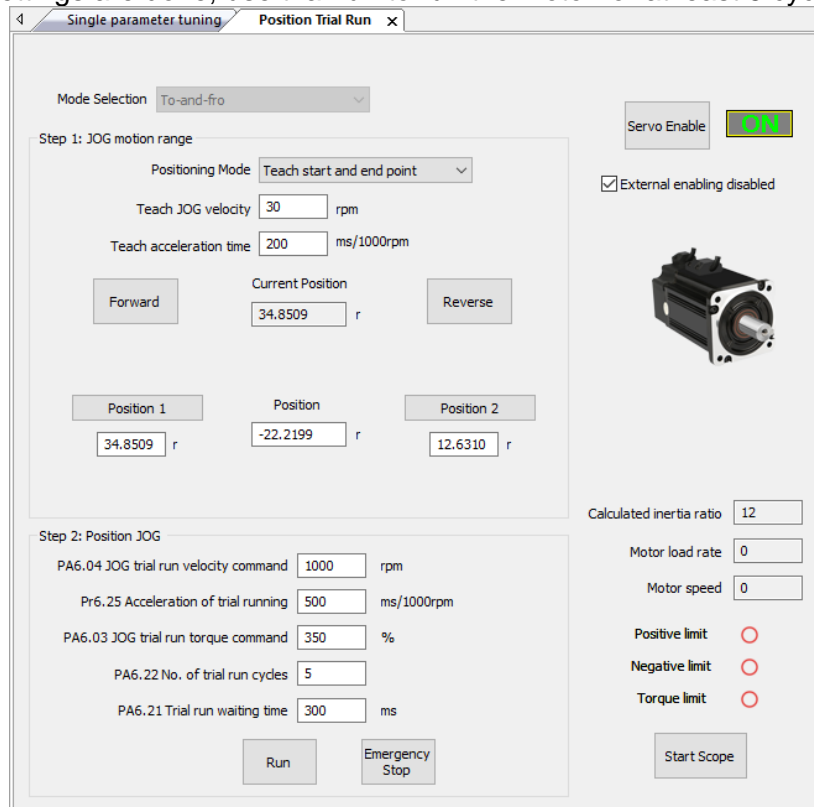 Single parameter tuning
Position Trial Run x
Mode Selection To-and-fro
Servo Enable ON
Step 1: JOG motion range
Positioning Mode Teach start and end point
External enabling disabled
Teach JOG velocity 30 rpm
Teach acceleration time 200 ms/1000rpm
Forward
Current Position
34.8509 r
Reverse
Position 1
34.8509 r
Position
-22.2199 r
Position 2
12.6310 r
Calculated inertia ratio 12
Motor load rate 0
Motor speed 0
Positive limit
Negative limit
Torque limit
Start Scope
Step 2: Position JOG
PA6.04 JOG trial run velocity command 1000 rpm
Pr6.25 Acceleration of trial running 500 ms/1000rpm
PA6.03 JOG trial run torque command 350 %
PA6.22 No. of trial run cycles 5
PA6.21 Trial run waiting time 300 ms
Run
Emergency
Stop